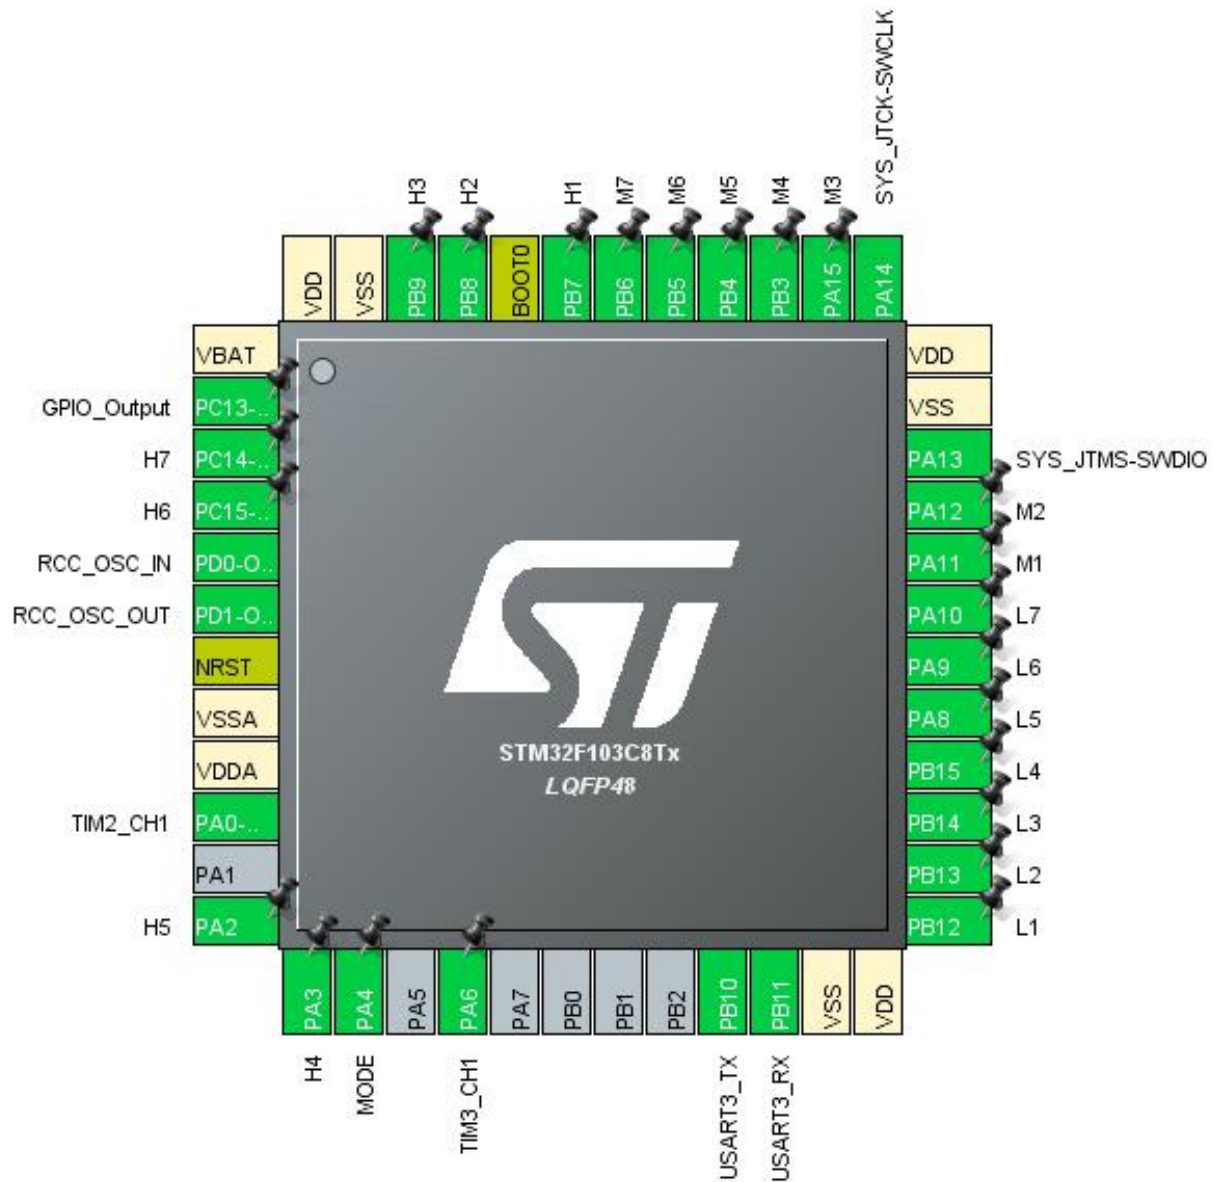 SYS_JTCK-SWCLK
H3
H2
H1
M7
M6
M5
M4
M3
VDD
VSS
PB9
PB8
BOOT0
PB7
PB6
PB5
PB4
PB3
PA15
PA14
VBAT
VDD
GPIO_Output PC13-..
VSS
H7 PC14-..
PA13 SYS_JTMS-SWDIO
H6 PC15-..
PA12 M2
RCC_OSC_IN PD0-O..
PA11 M1
RCC_OSC_OUT PD1-O..
PA10 L7
NRST
PA9 L6
VSSA
PA8 L5
VDDA
PB15 L4
TIM2_CH1 PA0-..
PB14 L3
PA1
PB13 L2
H5 PA2
PB12 L1
ST
STM32F103C8Tx
LQFP48
PA3
PA4
PA5
PA6
PA7
PB0
PB1
PB2
PB10
PB11
VSS
VDD
H4
MODE
TIM3_CH1
USART3_TX
USART3_RX